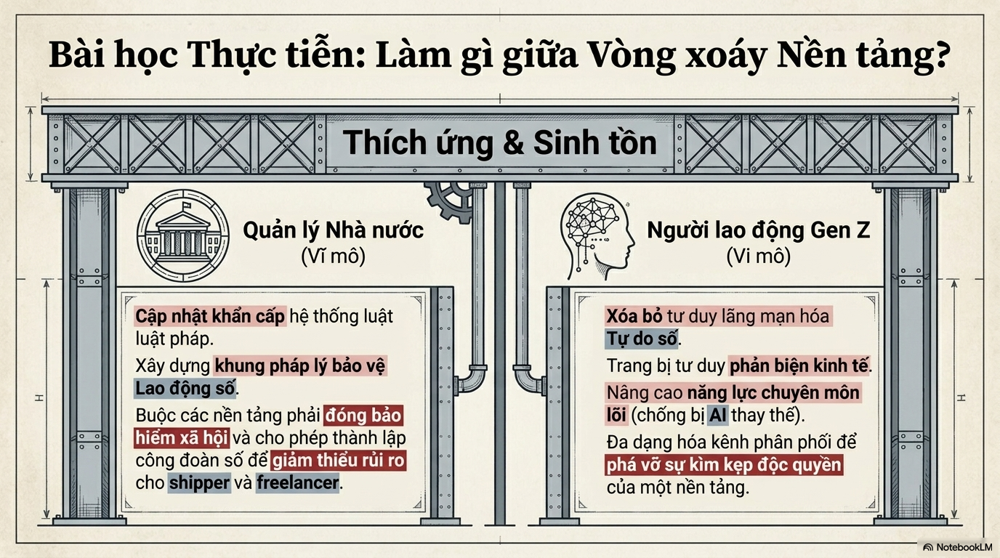 Bài học Thực tiễn: Làm gì giữa Vòng xoáy Nền tảng?
Thích ứng & Sinh tồn
Quản lý Nhà nước
(Vĩ mô)
Cập nhật khẩn cấp hệ thống luật
luật pháp.
Xây dựng khung pháp lý bảo vệ
Lao động số.
Buộc các nền tảng phải đóng bảo
hiểm xã hội và cho phép thành lập
công đoàn số để giảm thiểu rủi ro
cho shipper và freelancer.
Người lao động Gen Z
(Vi mô)
Xóa bỏ tư duy lãng mạn hóa
Tự do số.
Trang bị tư duy phản biện kinh tế.
Nâng cao năng lực chuyên môn
lõi (chống bị AI thay thế).
Đa dạng hóa kênh phân phối để
phá vỡ sự kìm kẹp độc quyền
của một nền tảng.
H
H
NotebookLM